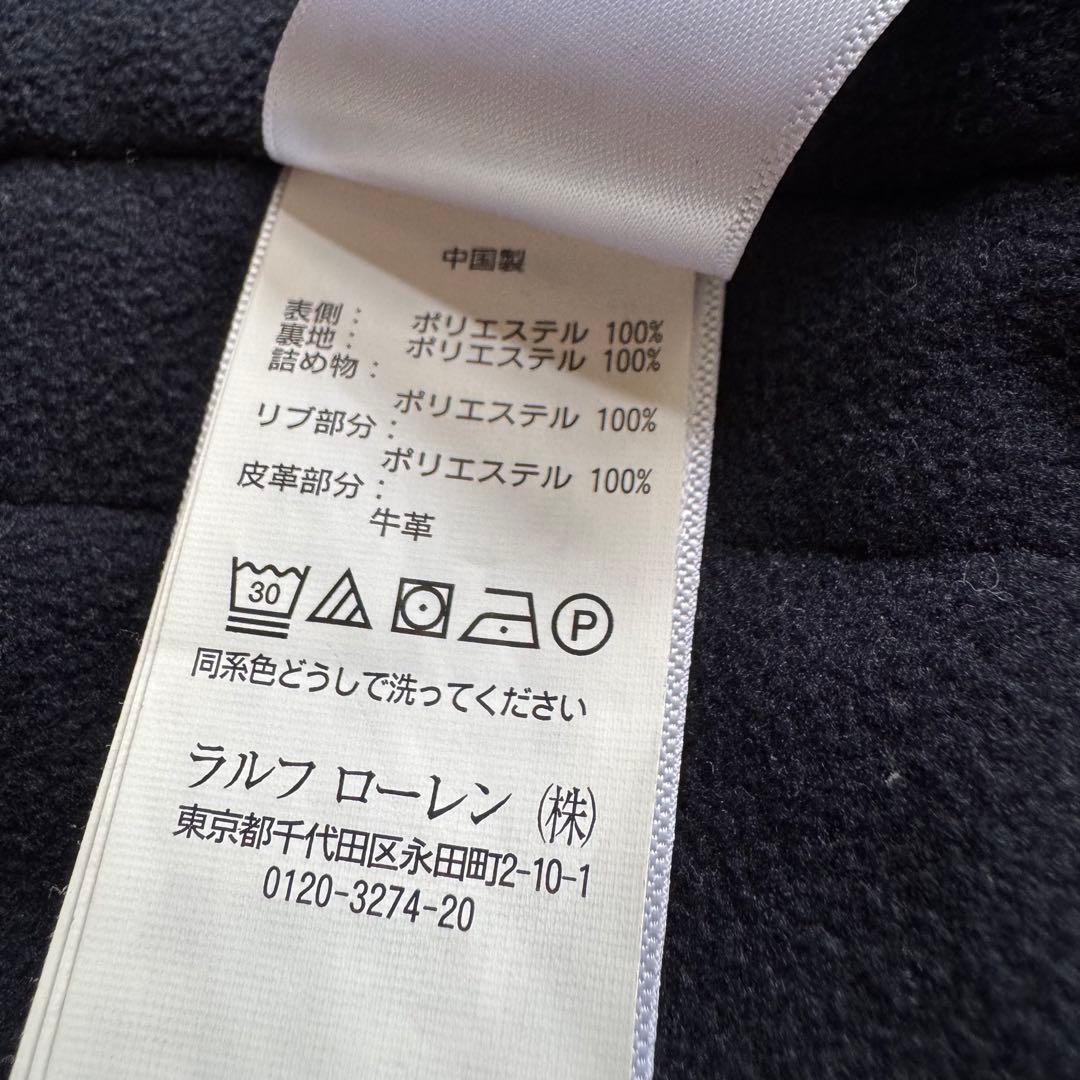 中国製
表側： ポリエステル 100%
裏地： ポリエステル 100%
詰め物：
ポリエステル 100%
リブ部分：
ポリエステル 100%
皮革部分：
牛革
30 P
同系色どうしで洗ってください
ラルフ ローレン ㈱
東京都千代田区永田町2-10-1
0120-3274-20